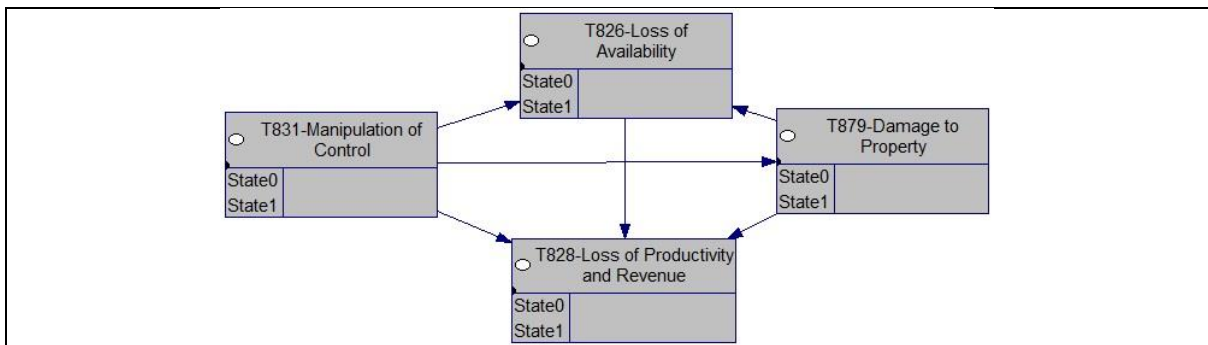 T826-Loss of
Availability
State0
State1
T831-Manipulation of
Control
State0
State1
T879-Damage to
Property
State0
State1
T828-Loss of Productivity
and Revenue
State0
State1